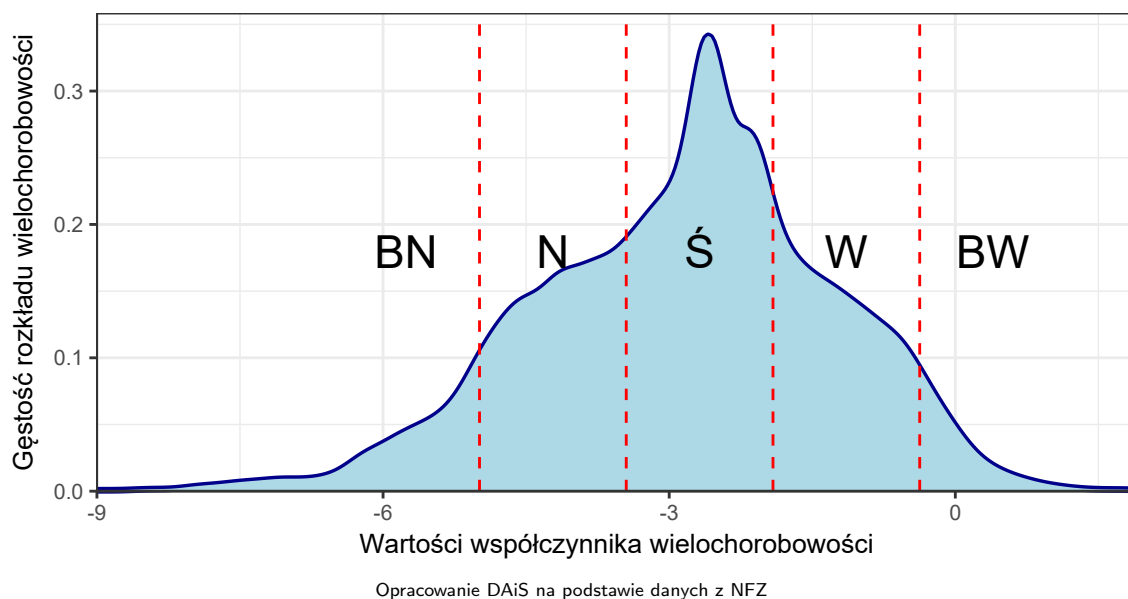 Gęstość rozkładu wielochorobowości
0.3
0.2
0.1
0.0
BN N Ś W BW
-9 -6 -3 0
Wartości współczynnika wielochorobowości
Opracowanie DAiS na podstawie danych z NFZ